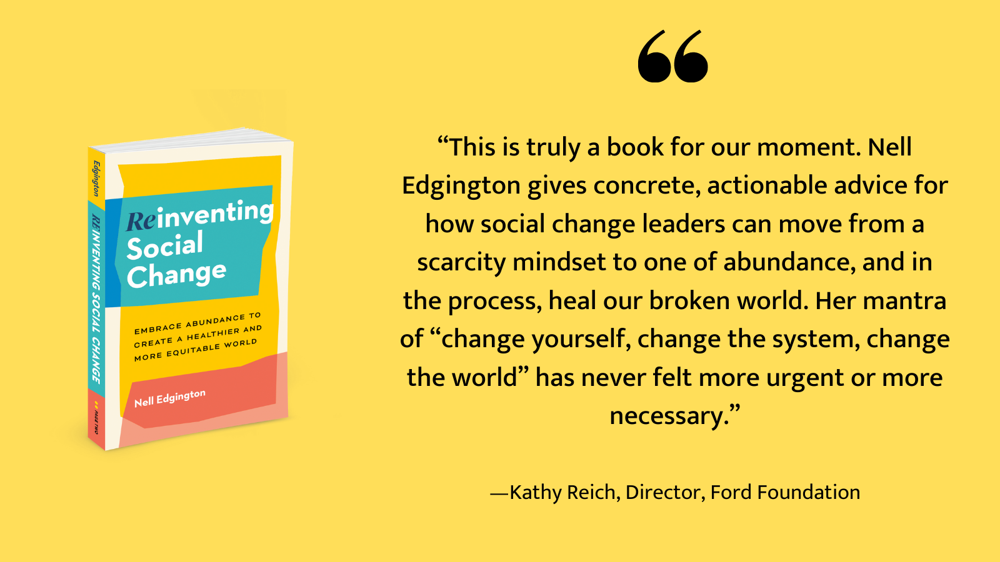 Edgington
REINVENTING SOCIAL CHANGE
PAGE TWO
Reinventing
Social
Change
EMBRACE ABUNDANCE TO
CREATE A HEALTHIER AND
MORE EQUITABLE WORLD
Nell Edgington
“
“This is truly a book for our moment. Nell
Edgington gives concrete, actionable advice for
how social change leaders can move from a
scarcity mindset to one of abundance, and in
the process, heal our broken world. Her mantra
of “change yourself, change the system, change
the world” has never felt more urgent or more
necessary.”
—Kathy Reich, Director, Ford Foundation